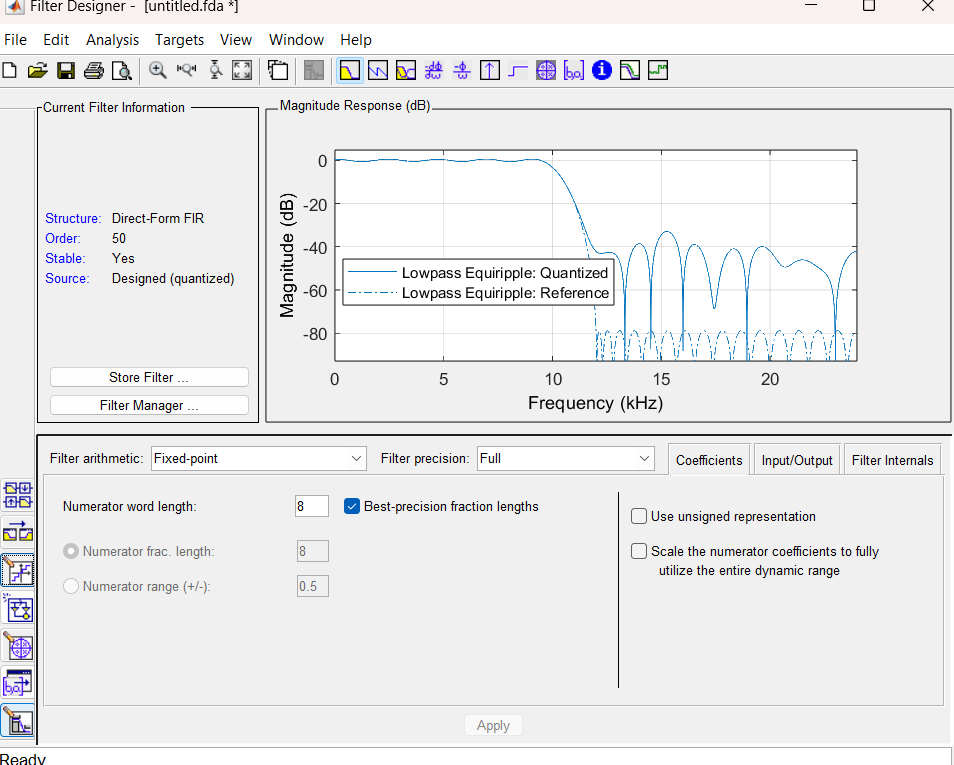 Filter Designer -  [untitled.fda *]
File Edit Analysis Targets View Window Help
Current Filter Information
Structure: Direct-Form FIR
Order: 50
Stable: Yes
Source: Designed (quantized)
Store Filter ...
Filter Manager ...
Magnitude Response (dB)
Magnitude (dB)
0
-20
-40
-60
-80
Lowpass Equiripple: Quantized
Lowpass Equiripple: Reference
0 5 10 15 20
Frequency (kHz)
Filter arithmetic: Fixed-point Filter precision: Full Coefficients Input/Output Filter Internals
Numerator word length: 8 Best-precision fraction lengths
Numerator frac. length: 8
Numerator range (+/-): 0.5
Use unsigned representation
Scale the numerator coefficients to fully
utilize the entire dynamic range
Apply
Ready